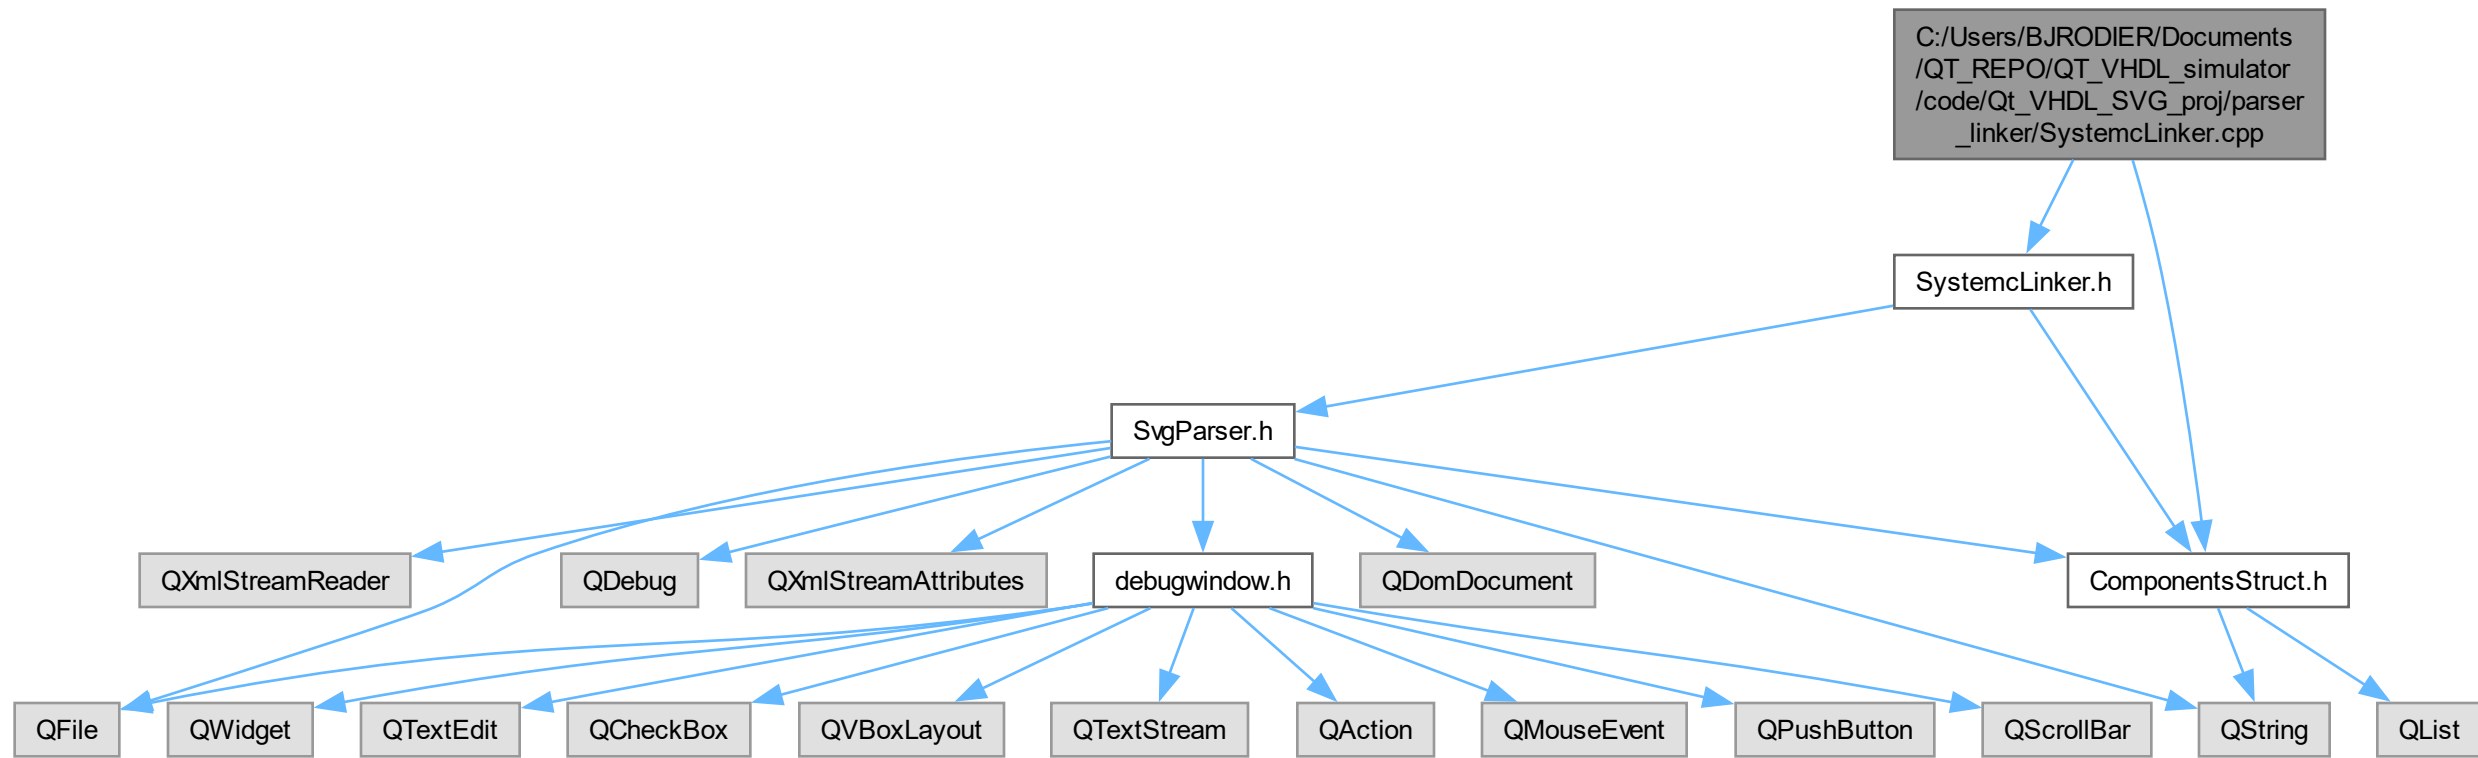 C:/Users/BJRODIER/Documents
/QT_REPO/QT_VHDL_simulator
/code/Qt_VHDL_SVG_proj/parser
_linker/SystemcLinker.cpp
SystemcLinker.h
SvgParser.h
QXmlStreamReader
QDebug
QXmlStreamAttributes
debugwindow.h
QDomDocument
ComponentsStruct.h
QFile
QWidget
QTextEdit
QCheckBox
QVBoxLayout
QTextStream
QAction
QMouseEvent
QPushButton
QScrollBar
QString
QList